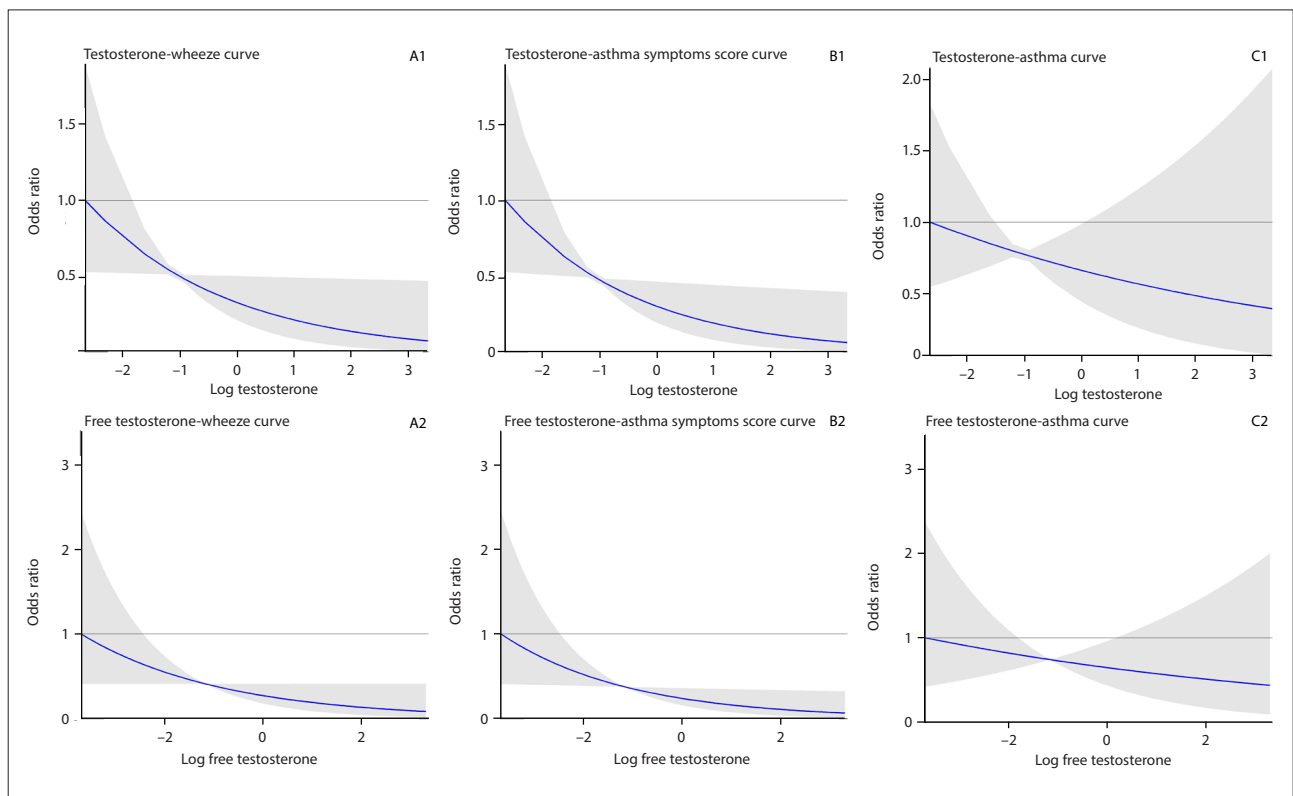 Testosterone-wheeze curve
A1
1.5
1.0
0.5
Odds ratio
−2 −1 0 1 2 3
Log testosterone
Testosterone-asthma symptoms score curve
B1
1.5
1.0
0.5
0
Odds ratio
−2 −1 0 1 2 3
Log testosterone
Testosterone-asthma curve
C1
2.0
1.5
1.0
0.5
0
Odds ratio
−2 −1 0 1 2 3
Log testosterone
Free testosterone-wheeze curve
A2
3
2
1
0
Odds ratio
−2 0 2
Log free testosterone
Free testosterone-asthma symptoms score curve
B2
3
2
1
0
Odds ratio
−2 0 2
Log free testosterone
Free testosterone-asthma curve
C2
3
2
1
0
Odds ratio
−2 0 2
Log free testosterone